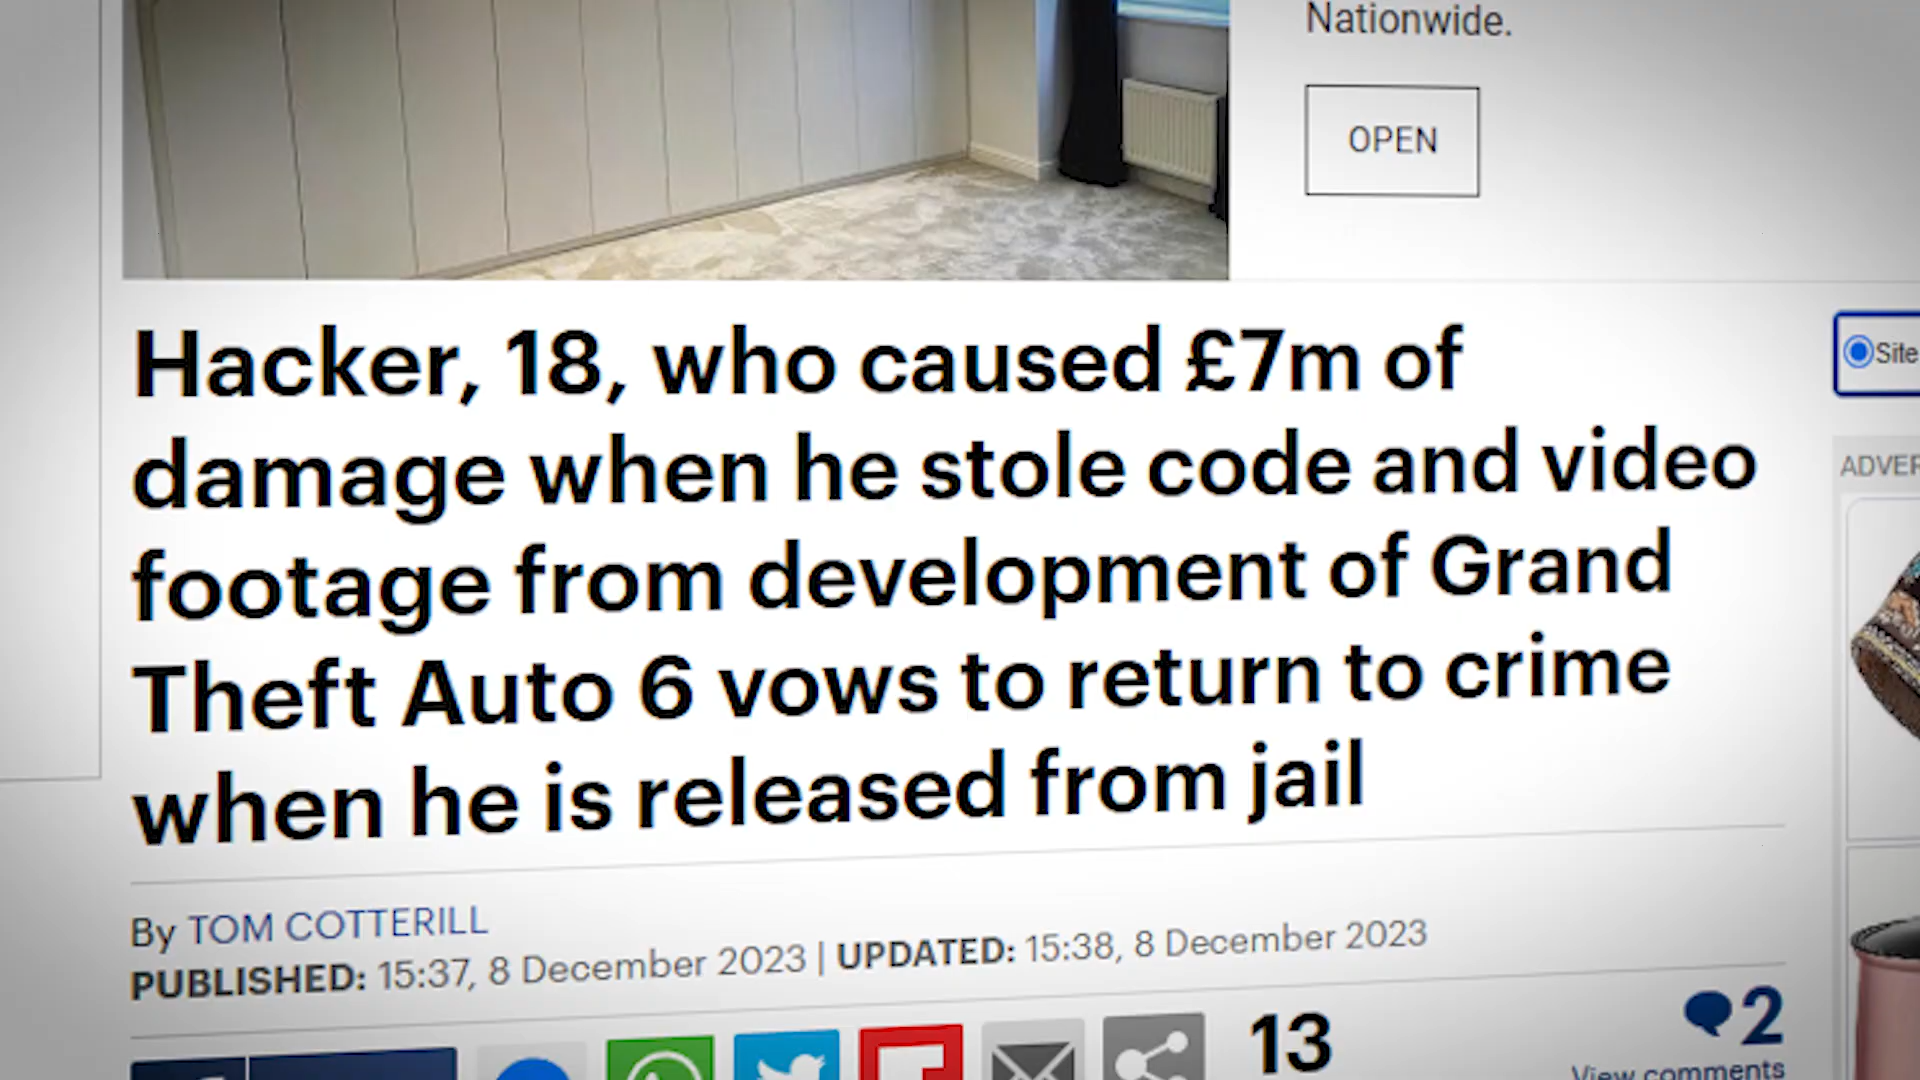 Nationwide.
OPEN
Hacker, 18, who caused £7m of
damage when he stole code and video
footage from development of Grand
Theft Auto 6 vows to return to crime
when he is released from jail
Site
By TOM COTTERILL
PUBLISHED: 15:37, 8 December 2023 | UPDATED: 15:38, 8 December 2023
13
2
View comments